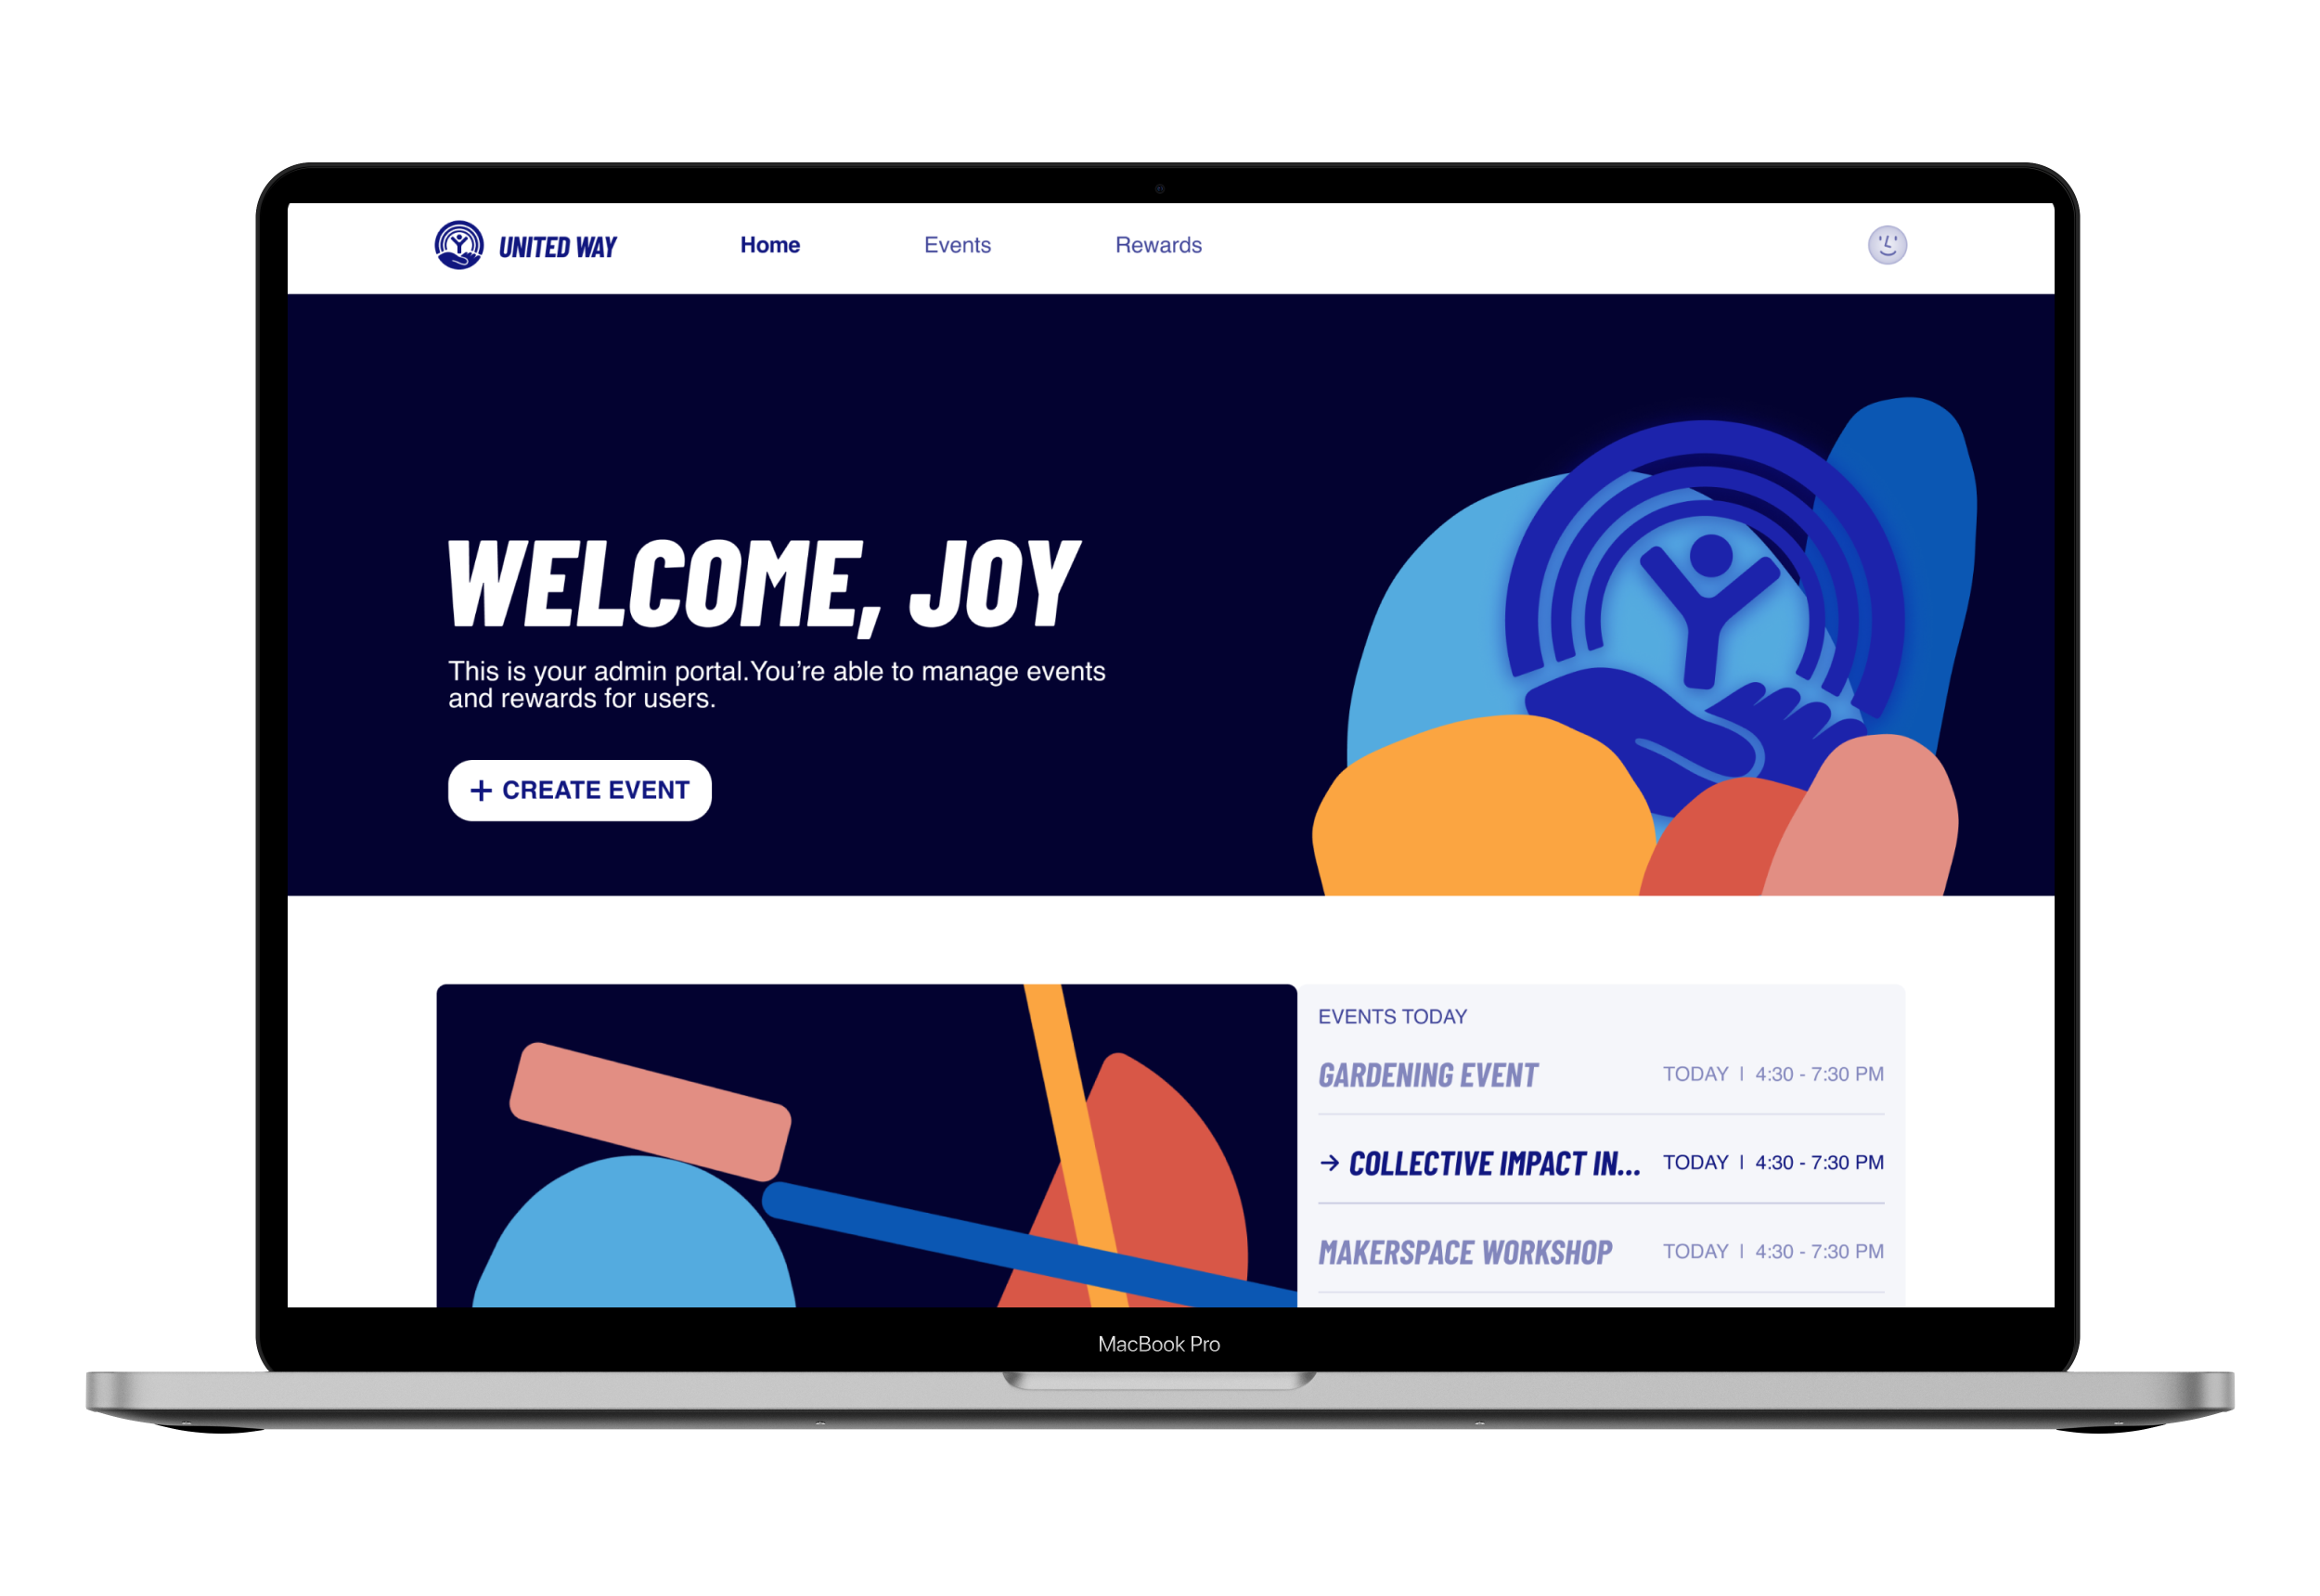 UNITED WAY
Home
Events
Rewards
WELCOME, JOY
This is your admin portal.You’re able to manage events
and rewards for users.
+ CREATE EVENT
EVENTS TODAY
GARDENING EVENT TODAY | 4:30 - 7:30 PM
→ COLLECTIVE IMPACT IN... TODAY | 4:30 - 7:30 PM
MAKERSPACE WORKSHOP TODAY | 4:30 - 7:30 PM
MacBook Pro